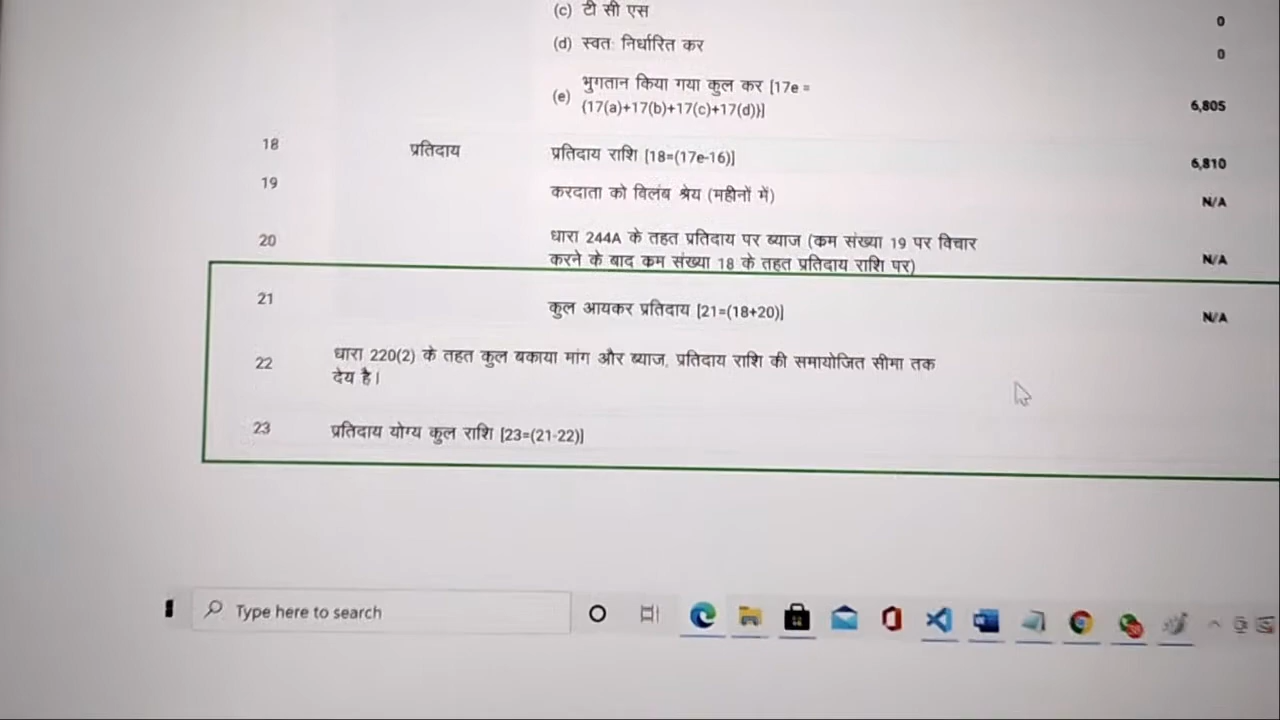 (c) टी सी एस 0
(d) स्वतः निर्धारित कर 0
(e) भुगतान किया गया कुल कर [17e =
(17(a)+17(b)+17(c)+17(d))] 6,805
18 प्रतिदाय प्रतिदाय राशि [18=(17e-16)] 6,810
19 करदाता को विलंब श्रेय (महीनों में) N/A
20 धारा 244A के तहत प्रतिदाय पर ब्याज (कम संख्या 19 पर विचार
करने के बाद कम संख्या 18 के तहत प्रतिदाय राशि पर) N/A
21 कुल आयकर प्रतिदाय [21=(18+20)] N/A
22 धारा 220(2) के तहत कुल बकाया मांग और ब्याज, प्रतिदाय राशि की समायोजित सीमा तक
देय है।
23 प्रतिदाय योग्य कुल राशि [23=(21-22)]
Type here to search